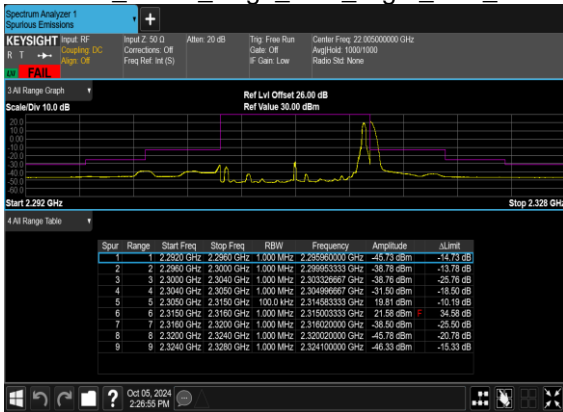 Spectrum Analyzer 1
Spurious Emissions
+
KEYSIGHT
R T
LM FAIL
Input: RF
Coupling: DC
Align: Off
Input Z: 50 Ω
Corrections: Off
Freq Ref: Int (S)
Atten: 20 dB
Trig: Free Run
Gate: Off
IF Gain: Low
Center Freq: 22.005000000 GHz
Avg|Hold: 1000/1000
Radio Std: None
3 All Range Graph
Scale/Div 10.0 dB
Ref Lvl Offset 26.00 dB
Ref Value 30.00 dBm
20.0
10.0
0.00
-10.0
-20.0
-30.0
-40.0
-50.0
-60.0
Start 2.292 GHz
Stop 2.328 GHz
4 All Range Table
Spur Range Start Freq Stop Freq RBW Frequency Amplitude ΔLimit
1 1 2.2920 GHz 2.2960 GHz 1.000 MHz 2.295960000 GHz -45.73 dBm -14.73 dB
2 2 2.2960 GHz 2.3000 GHz 1.000 MHz 2.299953333 GHz -38.78 dBm -13.78 dB
3 3 2.3000 GHz 2.3040 GHz 1.000 MHz 2.303326667 GHz -38.76 dBm -25.76 dB
4 4 2.3040 GHz 2.3050 GHz 1.000 MHz 2.304996667 GHz -31.50 dBm -18.50 dB
5 5 2.3050 GHz 2.3150 GHz 100.0 kHz 2.314583333 GHz 19.81 dBm -10.19 dB
6 6 2.3150 GHz 2.3160 GHz 1.000 MHz 2.315003333 GHz 21.58 dBm F 34.58 dB
7 7 2.3160 GHz 2.3200 GHz 1.000 MHz 2.316020000 GHz -38.50 dBm -25.50 dB
8 8 2.3200 GHz 2.3240 GHz 1.000 MHz 2.320020000 GHz -45.78 dBm -20.78 dB
9 9 2.3240 GHz 2.3280 GHz 1.000 MHz 2.324100000 GHz -46.33 dBm -15.33 dB
?
Oct 05, 2024
2:26:55 PM